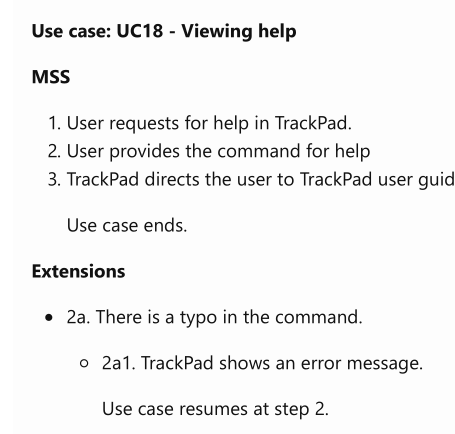 Use case: UC18 - Viewing help
MSS
1. User requests for help in TrackPad.
2. User provides the command for help
3. TrackPad directs the user to TrackPad user guid
Use case ends.
Extensions
• 2a. There is a typo in the command.
○ 2a1. TrackPad shows an error message.
Use case resumes at step 2.